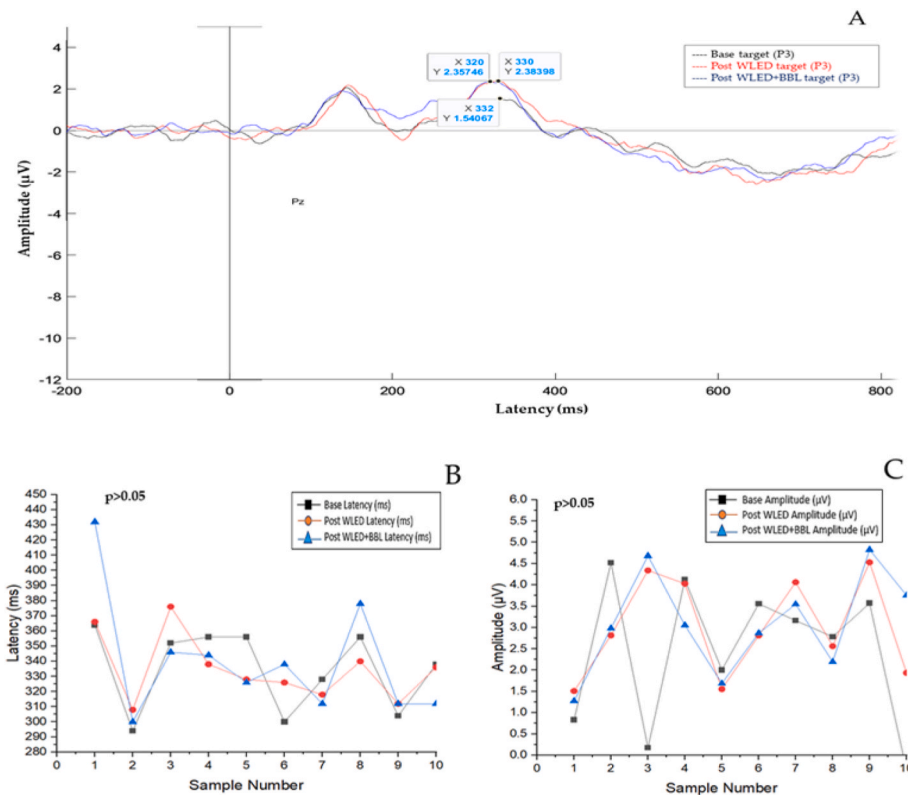 A
Base target (P3)
Post WLED target (P3)
Post WLED+BBL target (P3)
X 320
Y 2.35746
X 330
Y 2.38398
X 332
Y 1.54067
Pz
Amplitude (µV)
4
2
0
-2
-4
-6
-8
-10
-12
-200
0
200
400
600
800
Latency (ms)
B
p>0.05
Base Latency (ms)
Post WLED Latency (ms)
Post WLED+BBL Latency (ms)
Latency (ms)
450
440
430
420
410
400
390
380
370
360
350
340
330
320
310
300
290
280
0 1 2 3 4 5 6 7 8 9 10
Sample Number
C
p>0.05
Base Amplitude (µV)
Post WLED Amplitude (µV)
Post WLED+BBL Amplitude (µV)
Amplitude (µV)
6.0
5.5
5.0
4.5
4.0
3.5
3.0
2.5
2.0
1.5
1.0
0.5
0.0
0 1 2 3 4 5 6 7 8 9 10
Sample Number